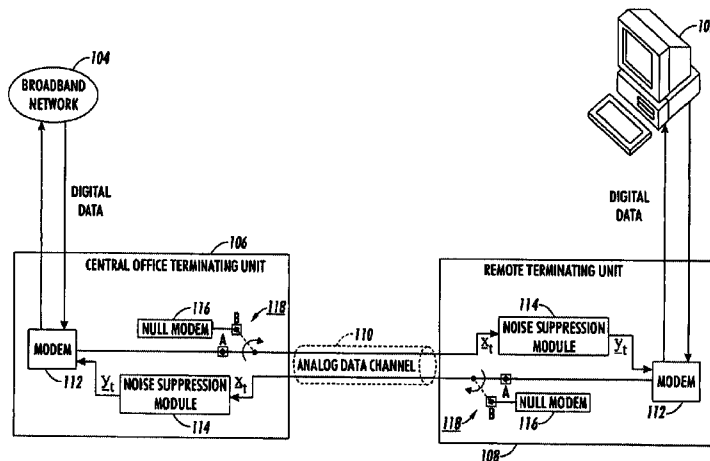 104
BROADBAND
NETWORK
DIGITAL
DATA
106
CENTRAL OFFICE TERMINATING UNIT
116
NULL MODEM
B
118
A
MODEM
112
y_t
NOISE SUPPRESSION
MODULE
x_t
114
110
ANALOG DATA CHANNEL
DIGITAL
DATA
REMOTE TERMINATING UNIT
114
NOISE SUPPRESSION
MODULE
x_t
y_t
MODEM
112
A
B
118
NULL MODEM
116
108